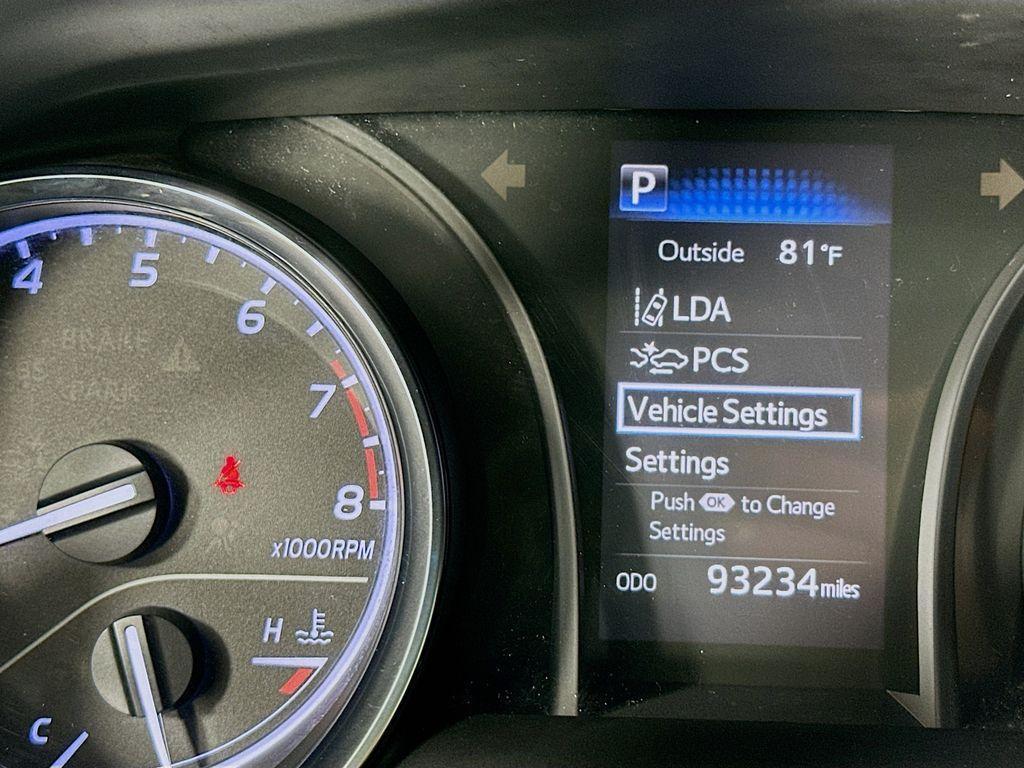 4
5
6
7
8
x1000RPM
H
C
BRAKE
P
Outside 81°F
LDA
PCS
Vehicle Settings
Settings
Push OK to Change
Settings
ODO 93234 miles